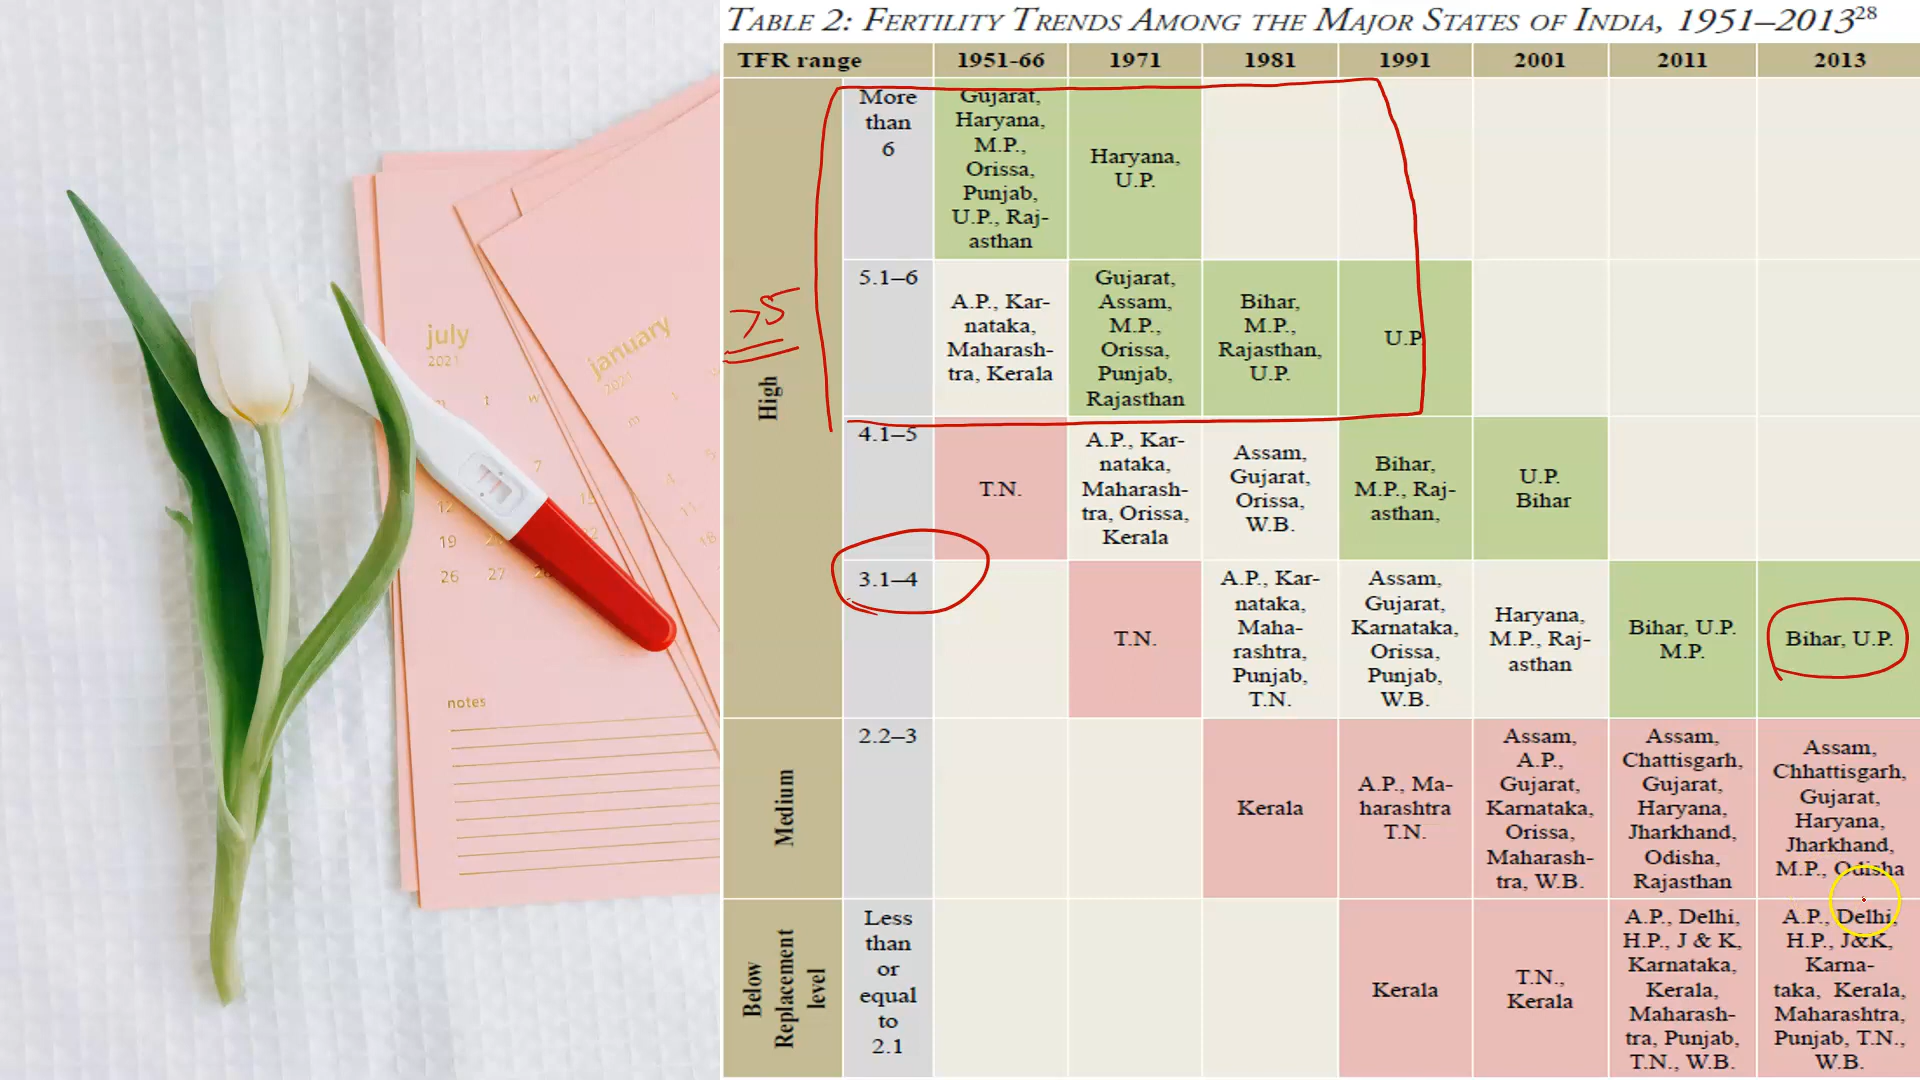 TABLE 2: FERTILITY TRENDS AMONG THE MAJOR STATES OF INDIA, 1951–2013²⁸
TFR range 1951-66 1971 1981 1991 2001 2011 2013
High
>5
More
than
6
Gujarat,
Haryana,
M.P.,
Orissa,
Punjab,
U.P., Raj-
asthan
Haryana,
U.P.
5.1–6
A.P., Kar-
nataka,
Maharash-
tra, Kerala
Gujarat,
Assam,
M.P.,
Orissa,
Punjab,
Rajasthan
Bihar,
M.P.,
Rajasthan,
U.P.
U.P.
4.1–5
T.N.
A.P., Kar-
nataka,
Maharash-
tra, Orissa,
Kerala
Assam,
Gujarat,
Orissa,
W.B.
Bihar,
M.P., Raj-
asthan,
U.P.
Bihar
3.1–4
T.N.
A.P., Kar-
nataka,
Maha-
rashtra,
Punjab,
T.N.
Assam,
Gujarat,
Karnataka,
Orissa,
Punjab,
W.B.
Haryana,
M.P., Raj-
asthan
Bihar, U.P.
M.P.
Bihar, U.P.
Medium
2.2–3
Kerala
A.P., Ma-
harashtra
T.N.
Assam,
A.P.,
Gujarat,
Karnataka,
Orissa,
Maharash-
tra, W.B.
Assam,
Chattisgarh,
Gujarat,
Haryana,
Jharkhand,
Odisha,
Rajasthan
Assam,
Chhattisgarh,
Gujarat,
Haryana,
Jharkhand,
M.P., Odisha
Below
Replacement
level
Less
than
or
equal
to
2.1
Kerala
T.N.,
Kerala
A.P., Delhi,
H.P., J & K,
Karnataka,
Kerala,
Maharash-
tra, Punjab,
T.N., W.B.
A.P., Delhi,
H.P., J&K,
Karna-
taka, Kerala,
Maharashtra,
Punjab, T.N.,
W.B.
july
2021
t w
7
12
19
26 27
notes
january
2021
m